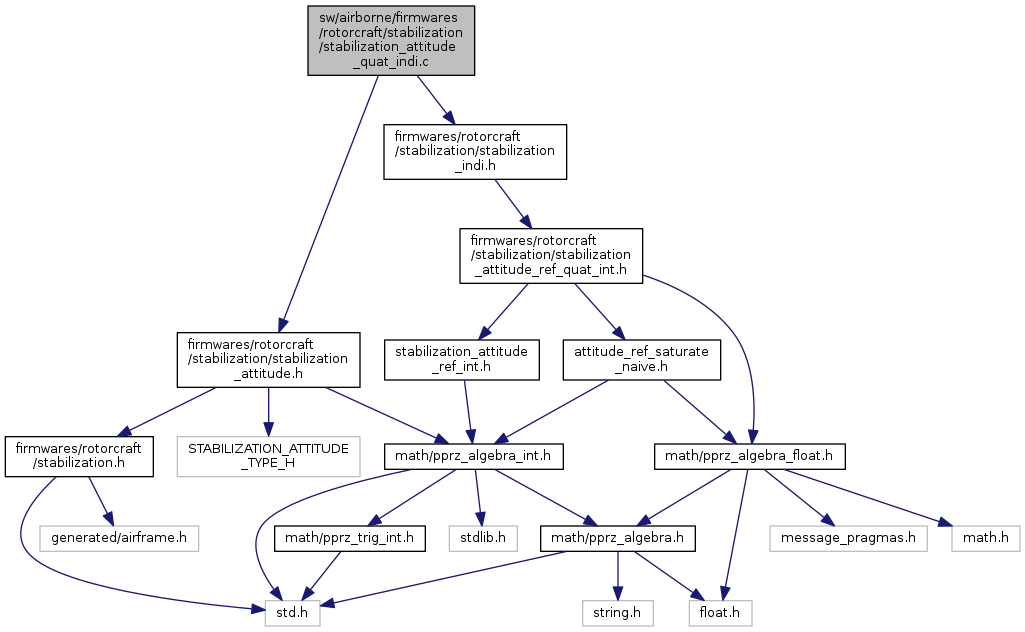 sw/airborne/firmwares
/rotorcraft/stabilization
/stabilization_attitude
_quat_indi.c
firmwares/rotorcraft
/stabilization/stabilization
_indi.h
firmwares/rotorcraft
/stabilization/stabilization
_attitude_ref_quat_int.h
firmwares/rotorcraft
/stabilization/stabilization
_attitude.h
stabilization_attitude
_ref_int.h
attitude_ref_saturate
_naive.h
firmwares/rotorcraft
/stabilization.h
STABILIZATION_ATTITUDE
_TYPE_H
math/pprz_algebra_int.h
math/pprz_algebra_float.h
generated/airframe.h
math/pprz_trig_int.h
stdlib.h
math/pprz_algebra.h
message_pragmas.h
math.h
std.h
string.h
float.h